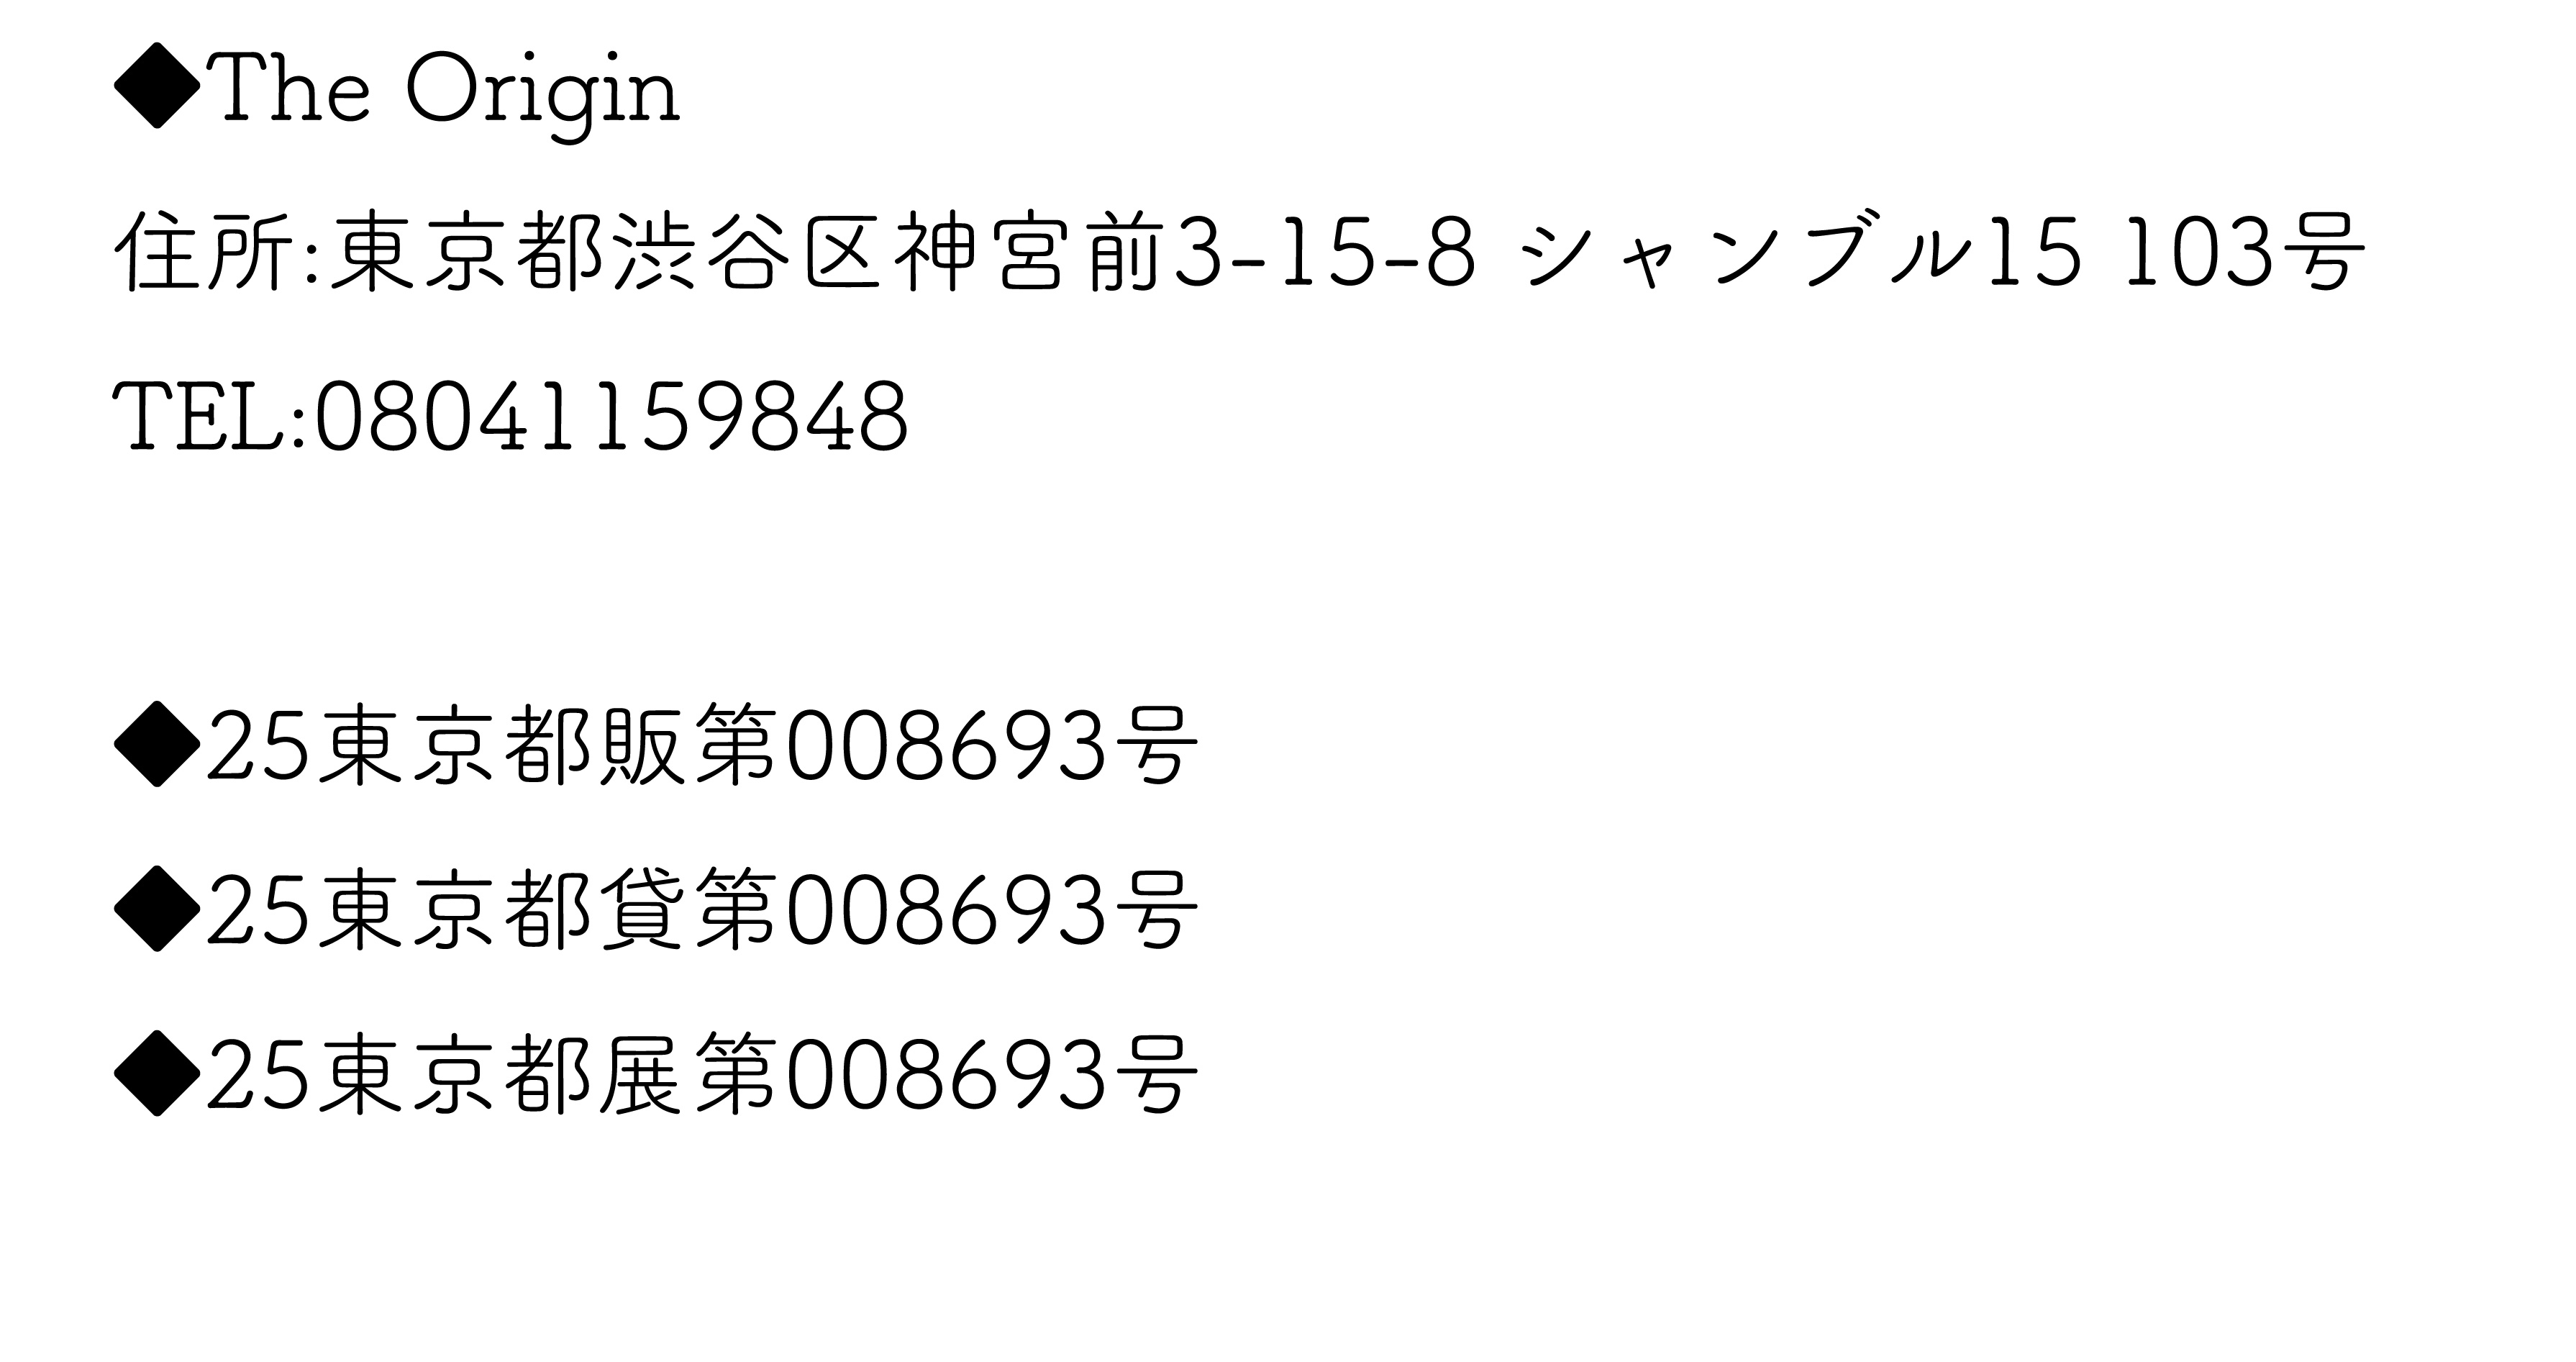 ◆The Origin
住所:東京都渋谷区神宮前3-15-8 シャンブル15 103号
TEL:08041159848
◆25東京都販第008693号
◆25東京都貸第008693号
◆25東京都展第008693号